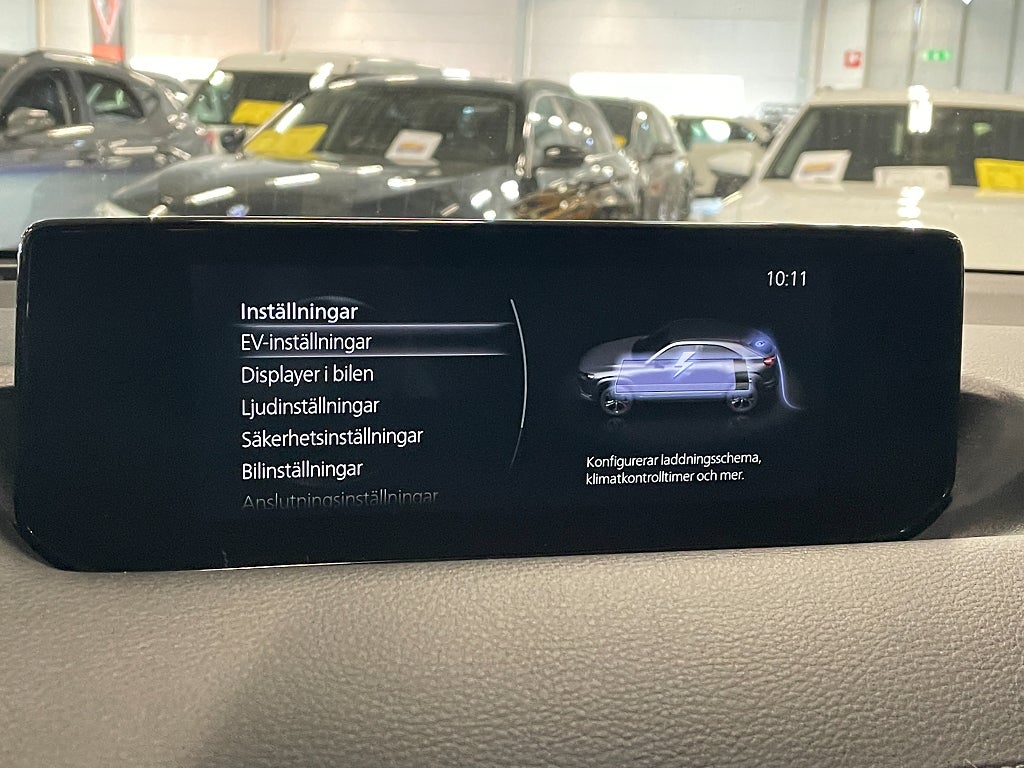 10:11
Inställningar
EV-inställningar
Displayer i bilen
Ljudinställningar
Säkerhetsinställningar
Bilinställningar
Anslutningsinställningar
Konfigurerar laddningsschema,
klimatkontrolltimer och mer.